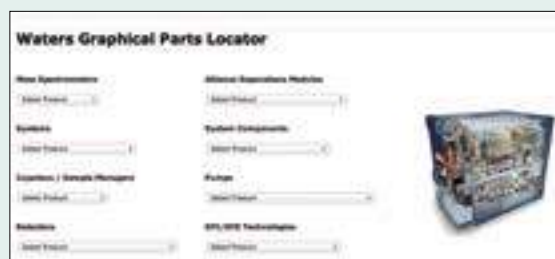 Waters Graphical Parts Locator
Mass Spectrometers
Select Product
Alliance Separations Modules
Select Product
Systems
Select Product
System Components
Select Product
Injectors / Sample Managers
Select Product
Pumps
Select Product
Detectors
Select Product
SFC/SFE Technologies
Select Product